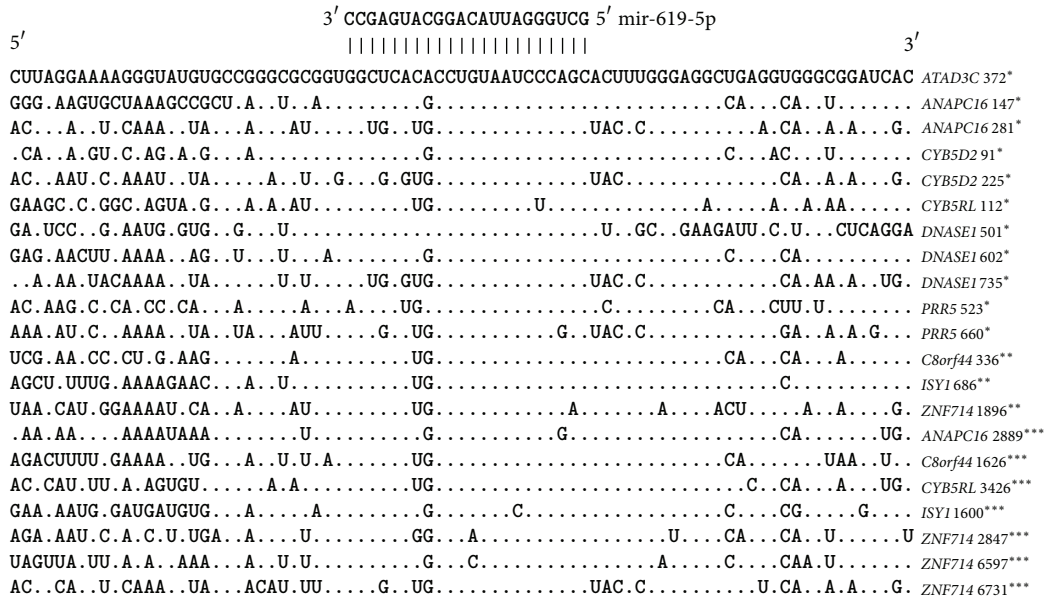 3′ CCGAGUACGGACAUUAGGGUCG 5′ mir-619-5p
5′ 3′
||||||||||||||||||||||
CUUAGGAAAAGGGUAUGUGCCGGGCGCGGUGGCUCACACCUGUAAUCCCAGCACUUUGGGAGGCUGAGGUGGGCGGAUCAC ATAD3C 372*
GGG.AAGUGCUAAAGCCGCU.A..U..A.........G..........................CA...CA..U....... ANAPC16 147*
AC...A..U.CAAA..UA...A...AU.....UG..UG..............UAC.C..........A.CA..A.A...G. ANAPC16 281*
.CA..A.GU.C.AG.A.G...A...............G..........................C...AC...U....... CYB5D2 91*
AC..AAU.C.AAAU..UA.....A..U..G...G.GUG..............UAC............CA..A.A...G. CYB5D2 225*
GAAGC.C.GGC.AGUA.G...A.A.AU.........UG.........U..............A.....A..A.AA...... CYB5RL 112*
GA.UCC..G.AAUG.GUG..G...U............................U..GC..GAAGAUU.C.U...CUCAGGA DNASE1 501*
GAG.AACUU.AAAA..AG..U..U...A........G..........................C....CA.......... DNASE1 602*
..A.AA.UACAAAA..UA......U.U.....UG.GUG..............UAC.C............CA.AA.A..UG. DNASE1 735*
AC.AAG.C.CA.CC.CA...A.....A...A....UG................C.........CA...CUU.U........ PRR5 523*
AAA.AU.C..AAAA..UA..UA...AUU.....G..UG...........G..UAC.C............GA..A.A.G... PRR5 660*
UCG.AA.CC.CU.G.AAG.......A..........UG..........................CA...CA...A...... C8orf44 336**
AGCU.UUUG.AAAAGAAC...A..U...........UG...............................C........... ISY1 686**
UAA.CAU.GGAAAAU.CA..A....AU.........UG............A.......A....ACU.....A..A....G. ZNF714 1896**
.AA.AA....AAAAUAAA........U..........G...........G...................CA.......UG. ANAPC16 2889***
AGACUUUU.GAAAA..UG...A..U.U.A.......UG..........................CA.......UAA..U.. C8orf44 1626***
AC.CAU.UU.A.AGUGU......A.A..........UG............................C..CA...A...UG. CYB5RL 3426***
GAA.AAUG.GAUGAUGUG...A.....A.........G.......C..................C....CG.....G.... ISY1 1600***
AGA.AAU.C.A.C.U.UGA..A....U.........GG...A.................U....CA...CA..U......U ZNF714 2847***
UAGUUA.UU.A.A..AAA...A..U.U..........G...C................A.....C....CAA.U....... ZNF714 6597***
AC..CA..U.CAAA..UA...ACAU.UU.....G..UG..............UAC.C..........U.CA..A.A...G. ZNF714 6731***